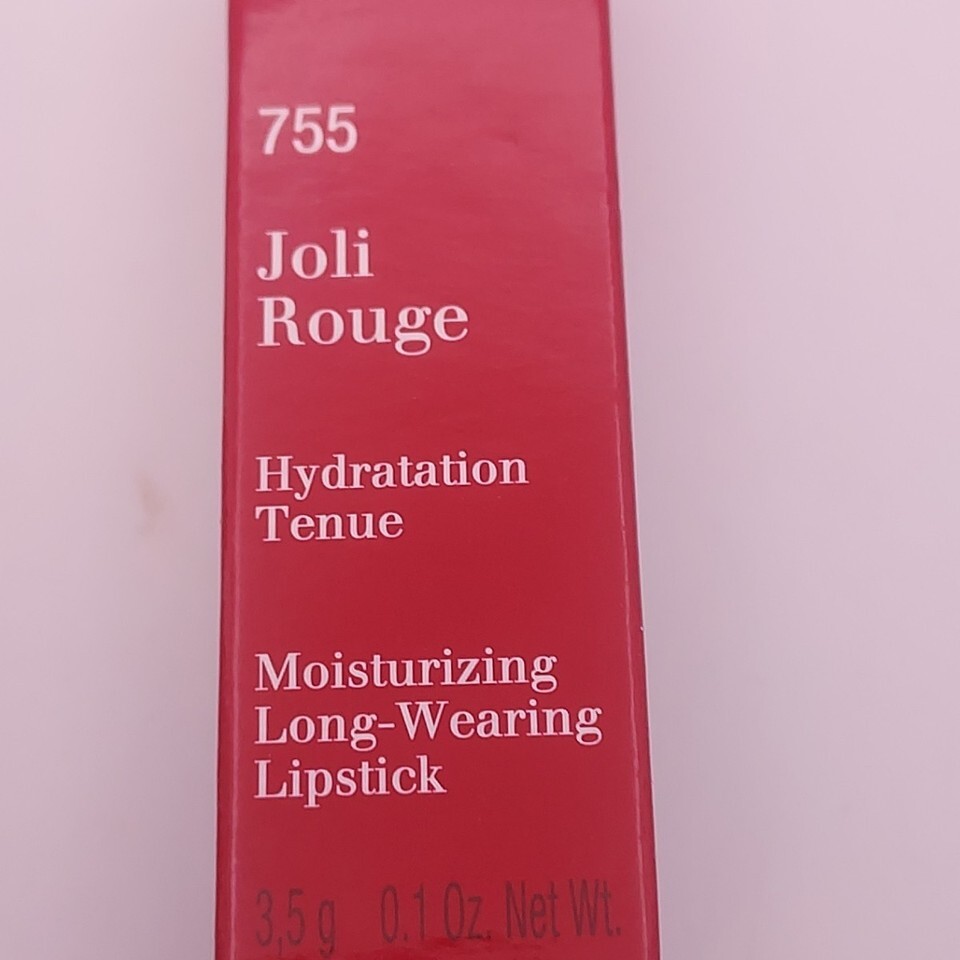 755
Joli
Rouge
Hydratation
Tenue
Moisturizing
Long-Wearing
Lipstick
3,5 g 0.1 Oz. Net Wt.